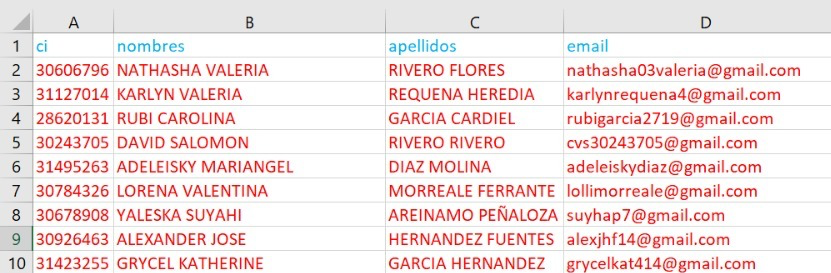 A B C D
1 ci nombres apellidos email
2 30606796 NATHASHA VALERIA RIVERO FLORES nathasha03valeria@gmail.com
3 31127014 KARLYN VALERIA REQUENA HEREDIA karlynrequena4@gmail.com
4 28620131 RUBI CAROLINA GARCIA CARDIEL rubigarcia2719@gmail.com
5 30243705 DAVID SALOMON RIVERO RIVERO cvs30243705@gmail.com
6 31495263 ADELEISKY MARIANGEL DIAZ MOLINA adeleiskydiaz@gmail.com
7 30784326 LORENA VALENTINA MORREALE FERRANTE lollimorreale@gmail.com
8 30678908 YALESKA SUYAHI AREINAMO PEÑALOZA suyhap7@gmail.com
9 30926463 ALEXANDER JOSE HERNANDEZ FUENTES alexjhf14@gmail.com
10 31423255 GRYCEL KATHERINE GARCIA HERNANDEZ grycelkat414@gmail.com